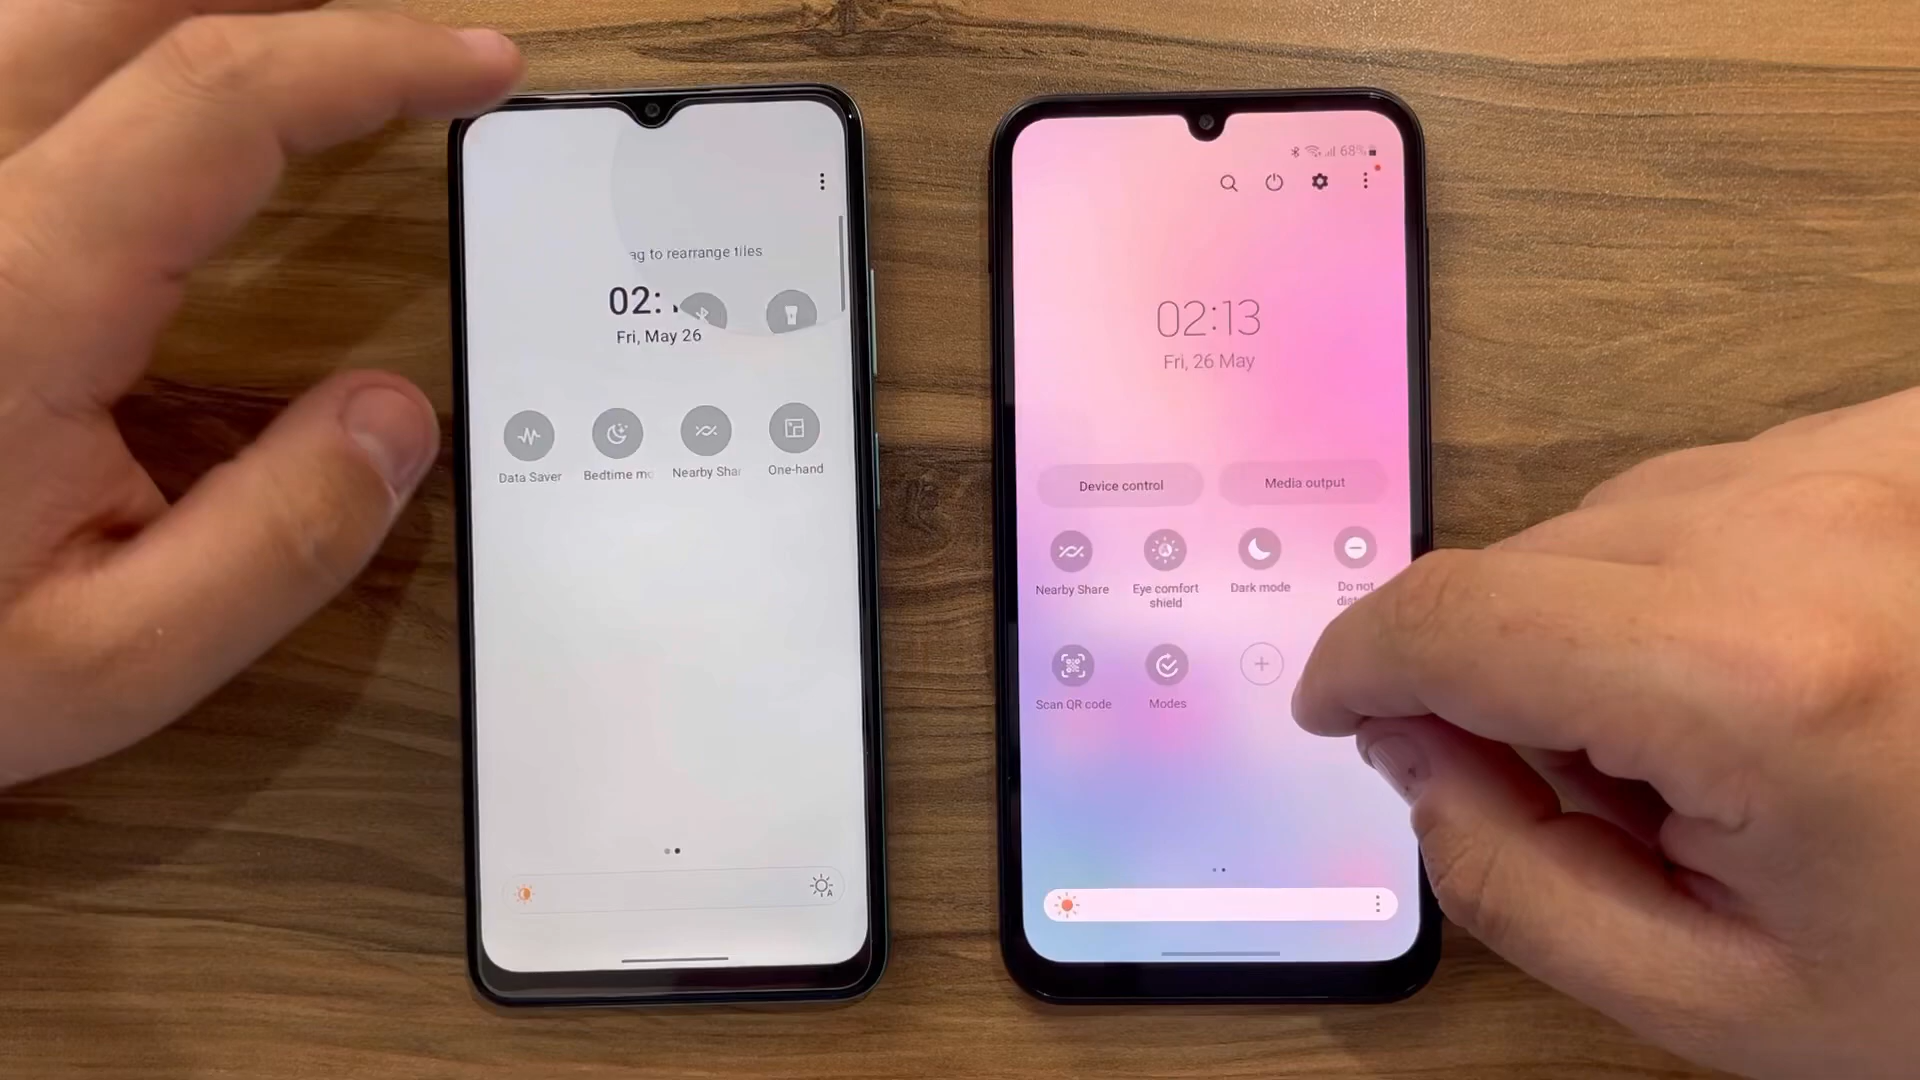 ag to rearrange tiles
02:
Fri, May 26
Data Saver
Bedtime mo
Nearby Shar
One-hand
A
68%
02:13
Fri, 26 May
Device control
Media output
Nearby Share
Eye comfort
shield
Dark mode
Do not
Scan QR code
Modes